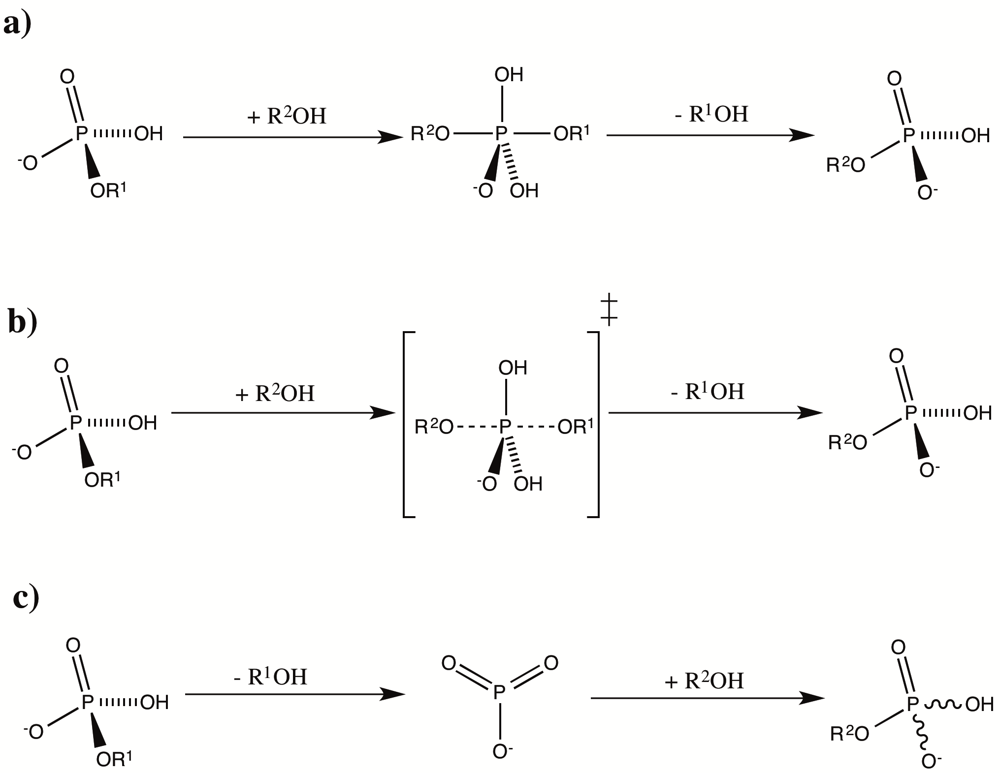 a)
O
P OH
-O
OR1
+ R2OH
OH
R2O P OR1
-O OH
- R1OH
O
P OH
R2O
O-
b)
O
P OH
-O
OR1
+ R2OH
‡
OH
R2O P OR1
-O OH
- R1OH
O
P OH
R2O
O-
c)
O
P OH
-O
OR1
- R1OH
O O
P
O-
+ R2OH
O
P OH
R2O
O-